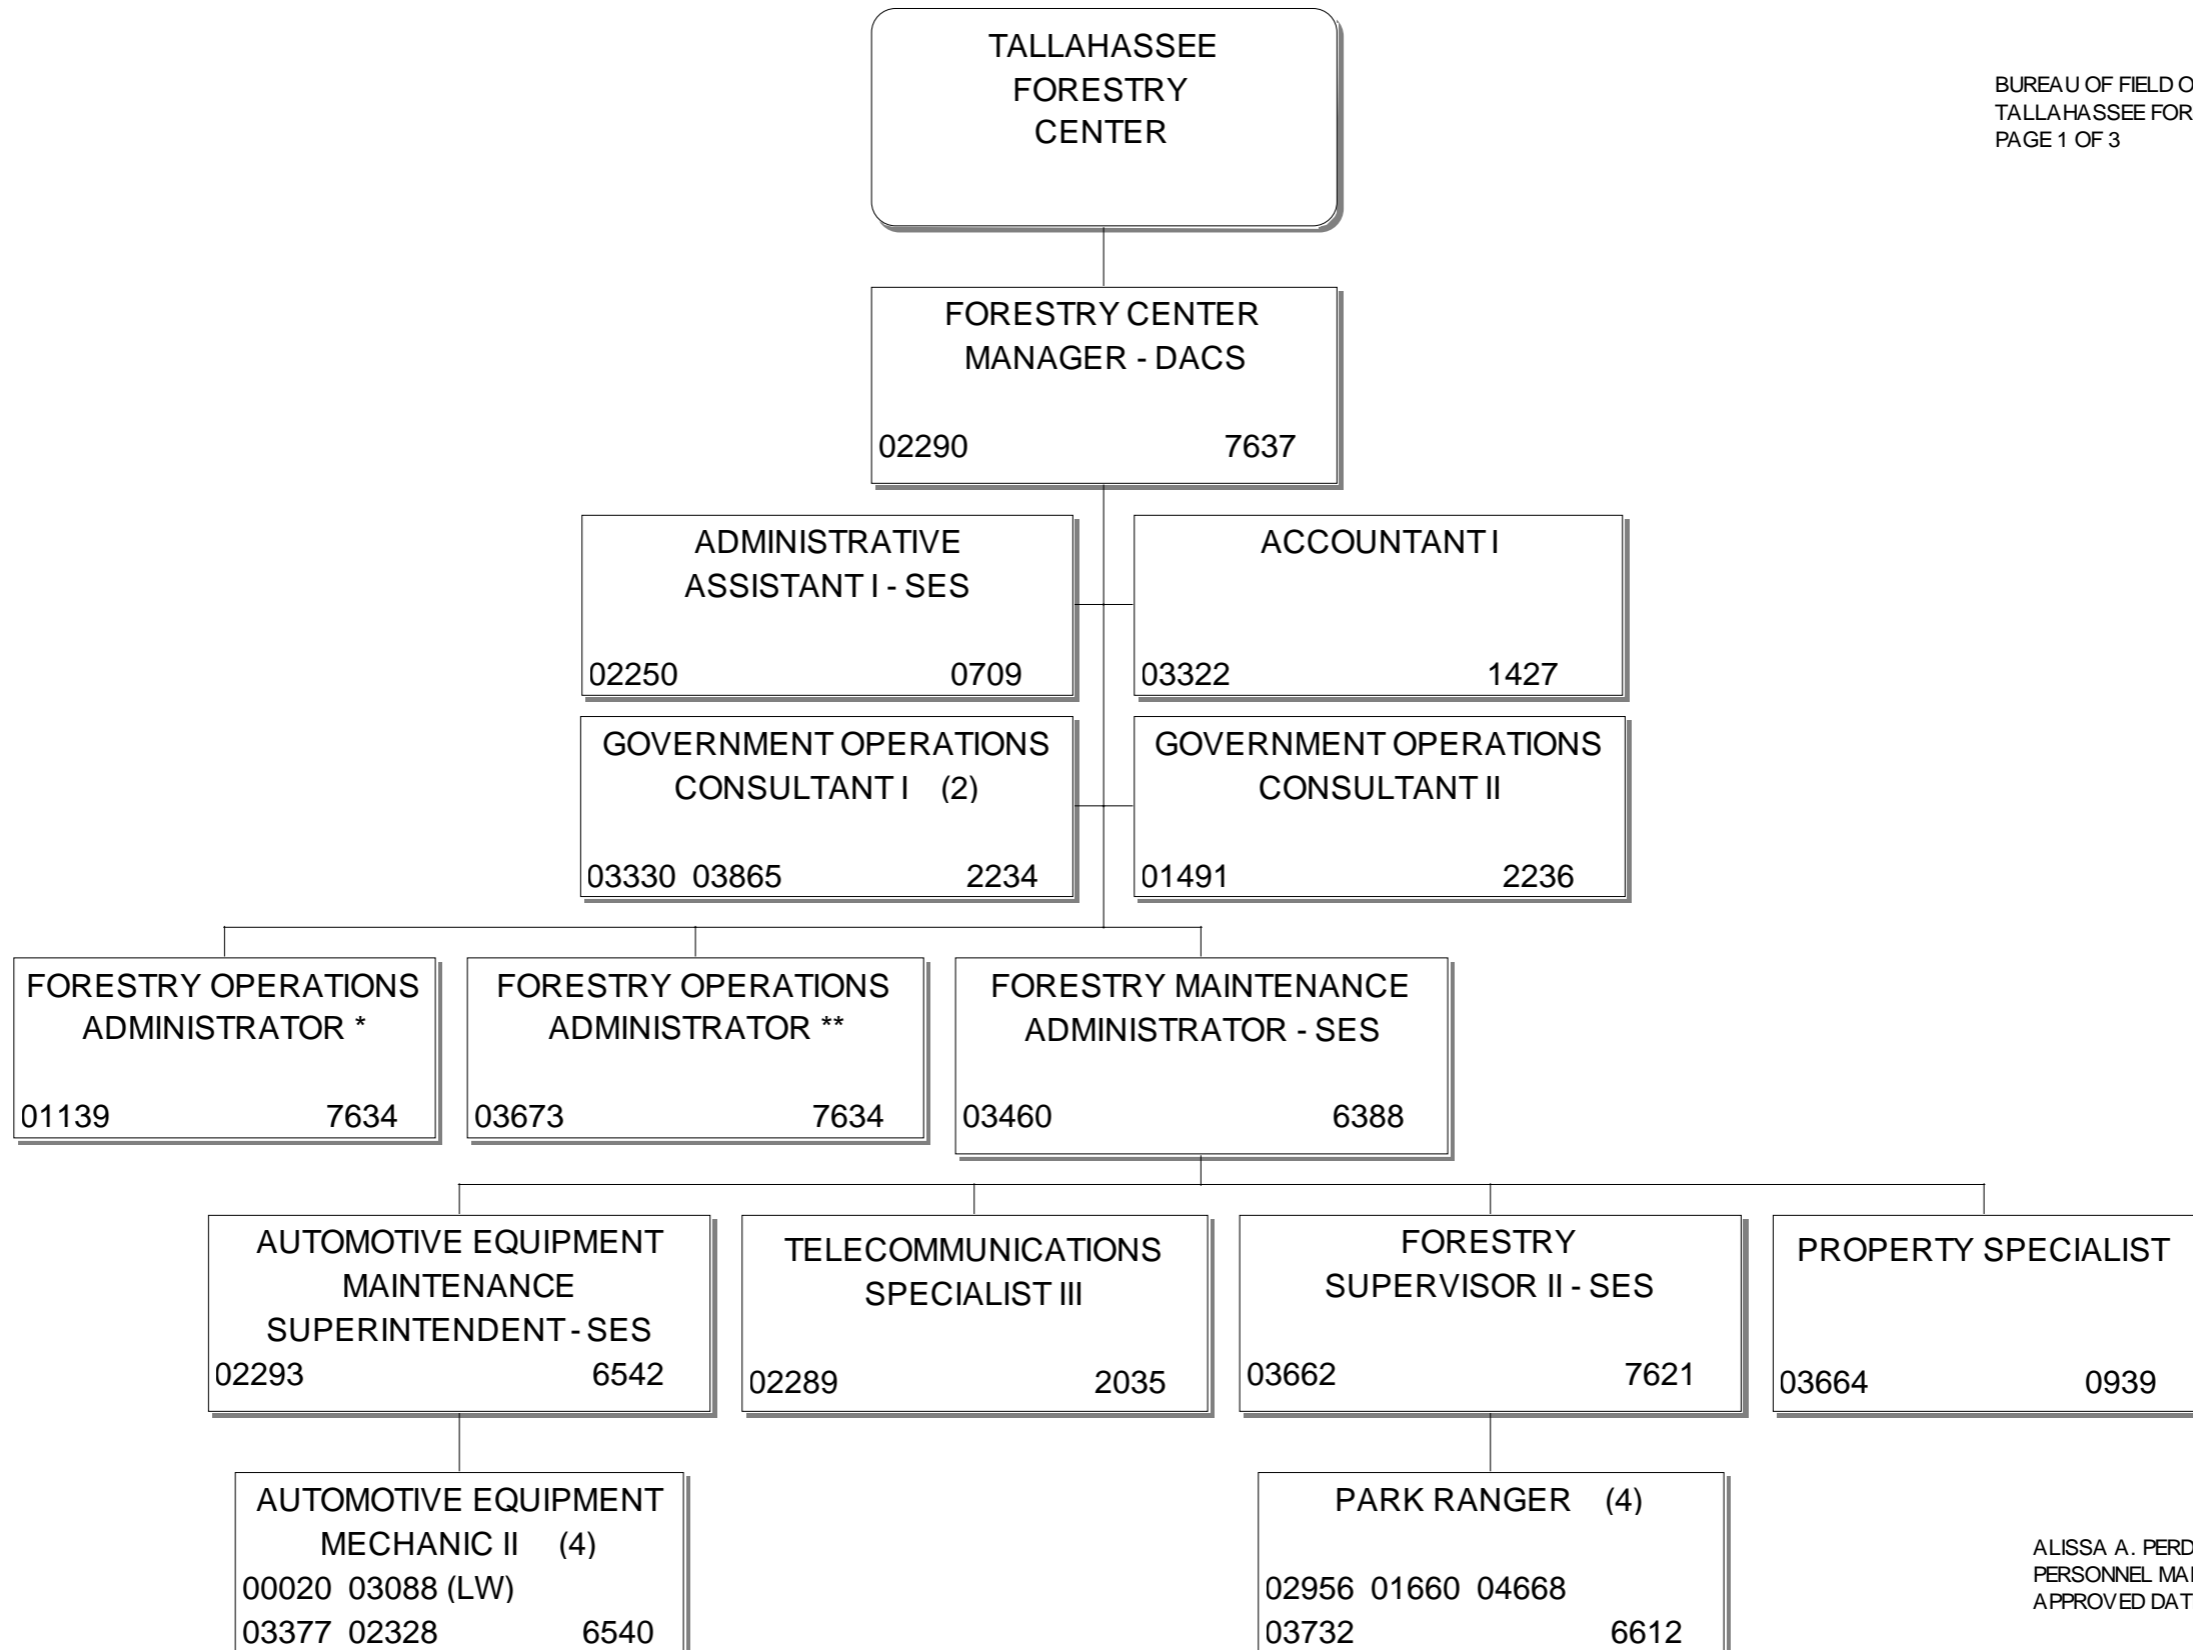 TALLAHASSEE
FORESTRY
CENTER
BUREAU OF FIELD
TALLAHASSEE
PAGE 1 OF 3
FORESTRY CENTER
MANAGER - DACS
02290 7637
ADMINISTRATIVE
ASSISTANT I - SES
02250 0709
ACCOUNTANT I
03322 1427
GOVERNMENT OPERATIONS
CONSULTANT I (2)
03330 03865 2234
GOVERNMENT OPERATIONS
CONSULTANT II
01491 2236
FORESTRY OPERATIONS
ADMINISTRATOR *
01139 7634
FORESTRY OPERATIONS
ADMINISTRATOR **
03673 7634
FORESTRY MAINTENANCE
ADMINISTRATOR - SES
03460 6388
AUTOMOTIVE EQUIPMENT
MAINTENANCE
SUPERINTENDENT - SES
02293 6542
TELECOMMUNICATIONS
SPECIALIST III
02289 2035
FORESTRY
SUPERVISOR II - SES
03662 7621
PROPERTY SPECIALIST
03664 0939
AUTOMOTIVE EQUIPMENT
MECHANIC II (4)
00020 03088 (LW)
03377 02328 6540
PARK RANGER (4)
02956 01660 04668
03732 6612
ALISSA A.
PERSONNEL
APPROVED